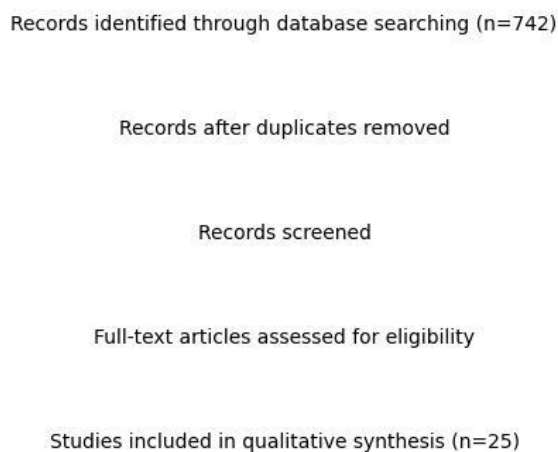 Records identified through database searching (n=742)
Records after duplicates removed
Records screened
Full-text articles assessed for eligibility
Studies included in qualitative synthesis (n=25)